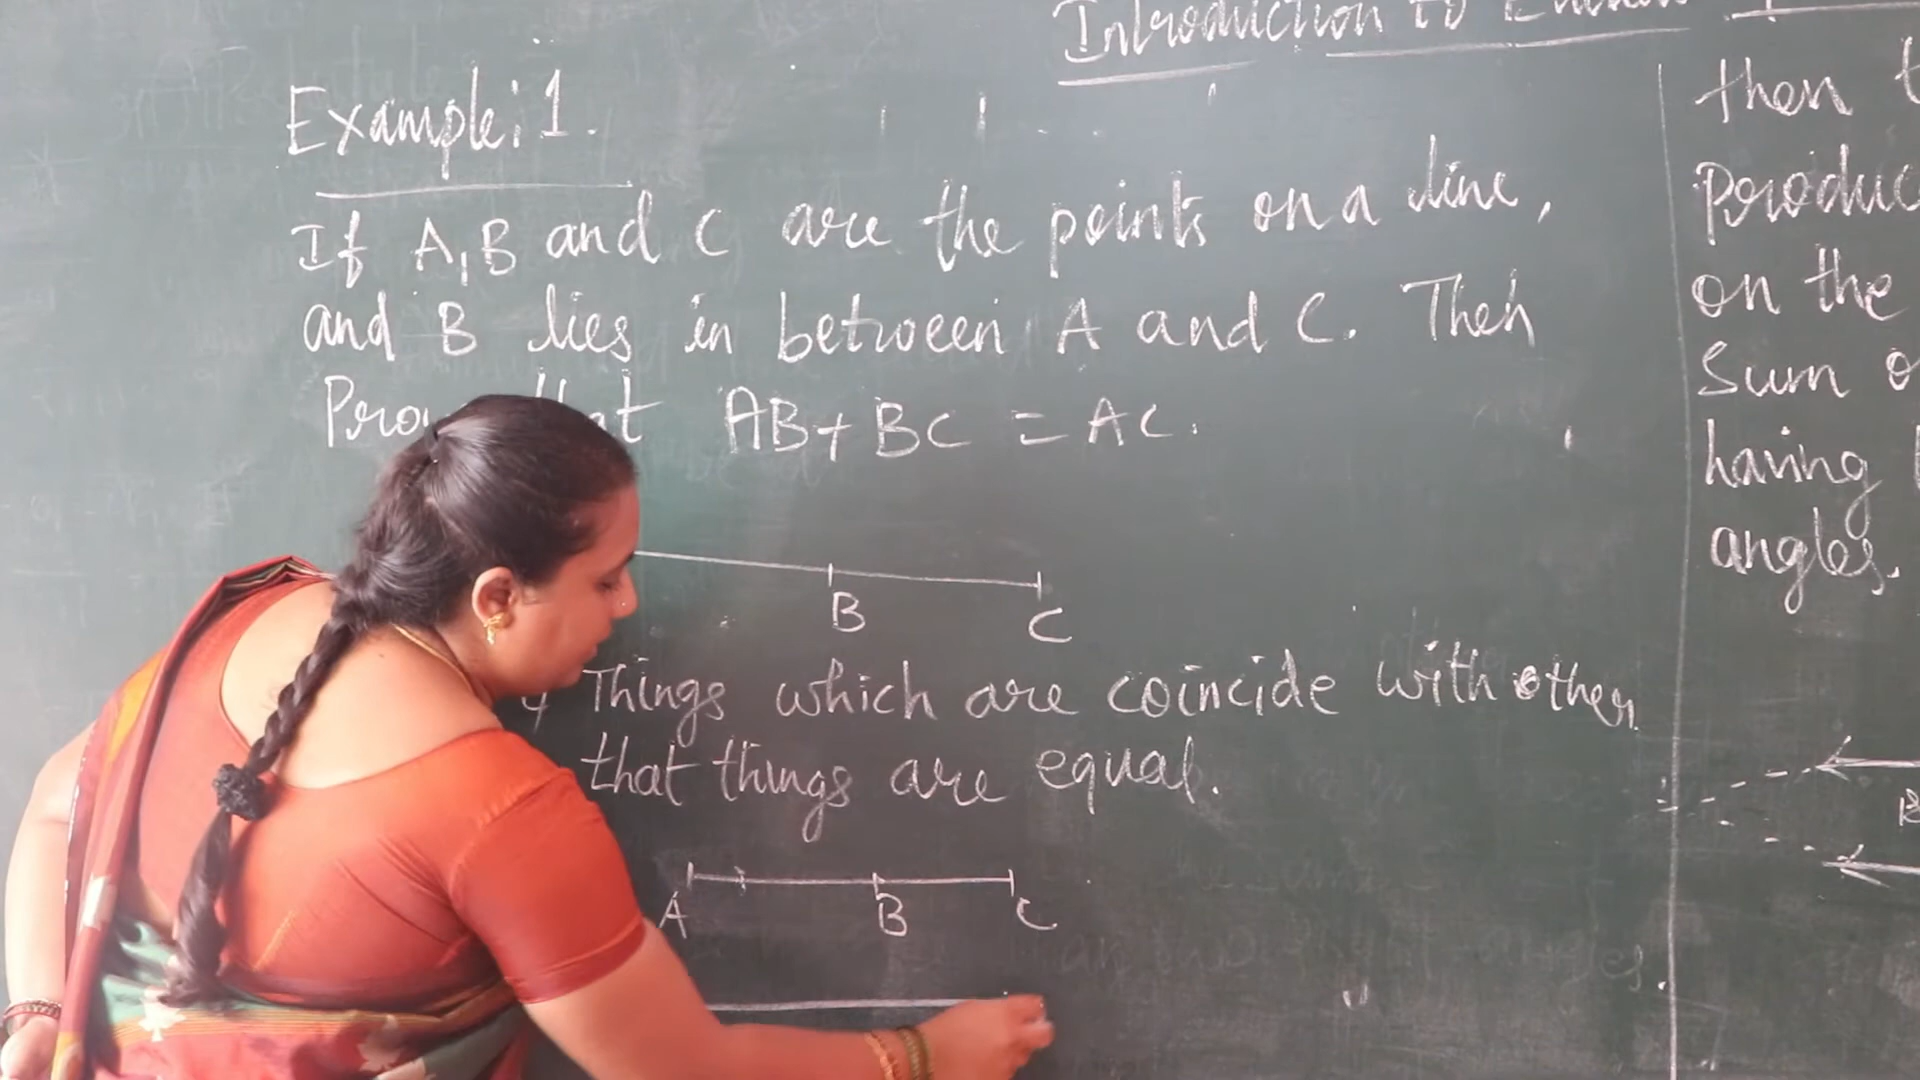 Introduction to
Example: 1.
If A, B and C are the points on a line,
and B lies in between A and C. Then
that AB + BC = AC.
B C
4 Things which are coincide with other
that things are equal.
A B C
then
Produc
on the
Sum
having
angles.